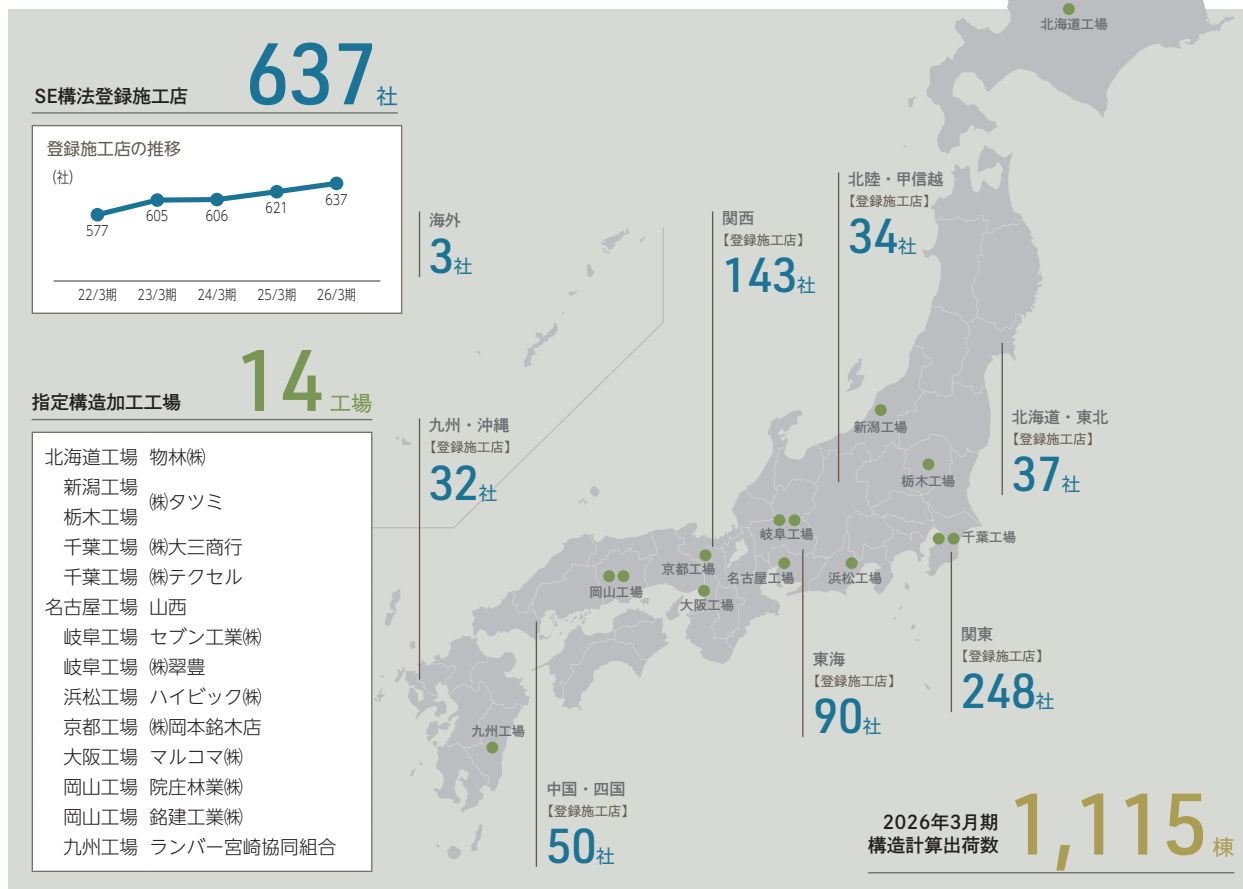 SE構法登録施工店 637社
登録施工店の推移
(社)
577 605 606 621 637
22/3期 23/3期 24/3期 25/3期 26/3期
指定構造加工工場 14工場
北海道工場 物林㈱
新潟工場
㈱タツミ
栃木工場
千葉工場 ㈱大三商行
千葉工場 ㈱テクセル
名古屋工場 山西
岐阜工場 セブン工業㈱
岐阜工場 ㈱翠豊
浜松工場 ハイビック㈱
京都工場 ㈱岡本銘木店
大阪工場 マルコマ㈱
岡山工場 院庄林業㈱
岡山工場 銘建工業㈱
九州工場 ランバー宮崎協同組合
海外
3社
九州・沖縄
【登録施工店】
32社
関西
【登録施工店】
143社
北陸・甲信越
【登録施工店】
34社
北海道・東北
【登録施工店】
37社
関東
【登録施工店】
248社
東海
【登録施工店】
90社
中国・四国
【登録施工店】
50社
北海道工場
新潟工場
栃木工場
岐阜工場
千葉工場
京都工場
名古屋工場
浜松工場
岡山工場
大阪工場
九州工場
2026年3月期
構造計算出荷数
1,115棟